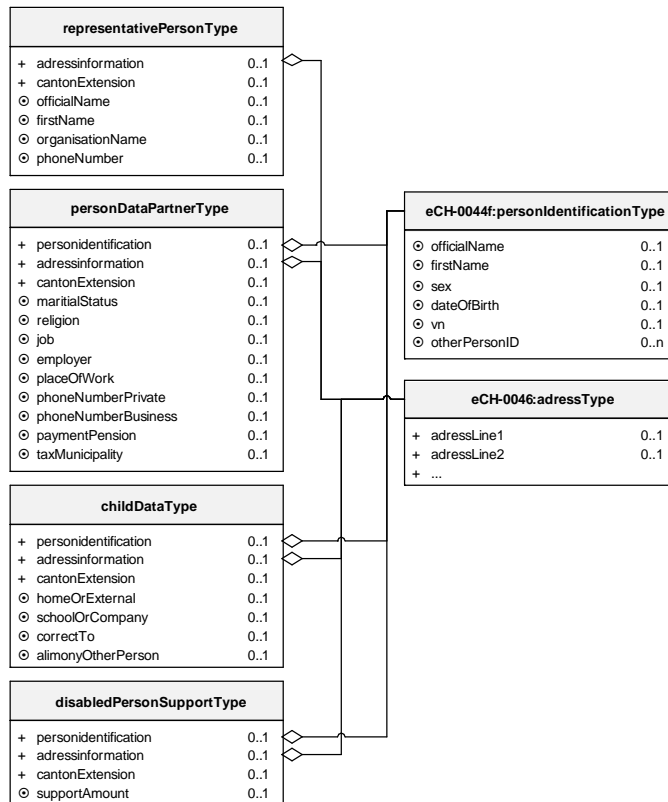 representativePersonType
+ adressinformation 0..1
+ cantonExtension 0..1
officialName 0..1
firstName 0..1
organisationName 0..1
phoneNumber 0..1
personDataPartnerType
+ personidentification 0..1
+ adressinformation 0..1
+ cantonExtension 0..1
maritialStatus 0..1
religion 0..1
job 0..1
employer 0..1
placeOfWork 0..1
phoneNumberPrivate 0..1
phoneNumberBusiness 0..1
paymentPension 0..1
taxMunicipality 0..1
childDataType
+ personidentification 0..1
+ adressinformation 0..1
+ cantonExtension 0..1
homeOrExternal 0..1
schoolOrCompany 0..1
correctTo 0..1
alimonyOtherPerson 0..1
disabledPersonSupportType
+ personidentification 0..1
+ adressinformation 0..1
+ cantonExtension 0..1
supportAmount 0..1
eCH-0044f:personIdentificationType
officialName 0..1
firstName 0..1
sex 0..1
dateOfBirth 0..1
vn 0..1
otherPersonID 0..n
eCH-0046:adressType
+ adressLine1 0..1
+ adressLine2 0..1
+ ...